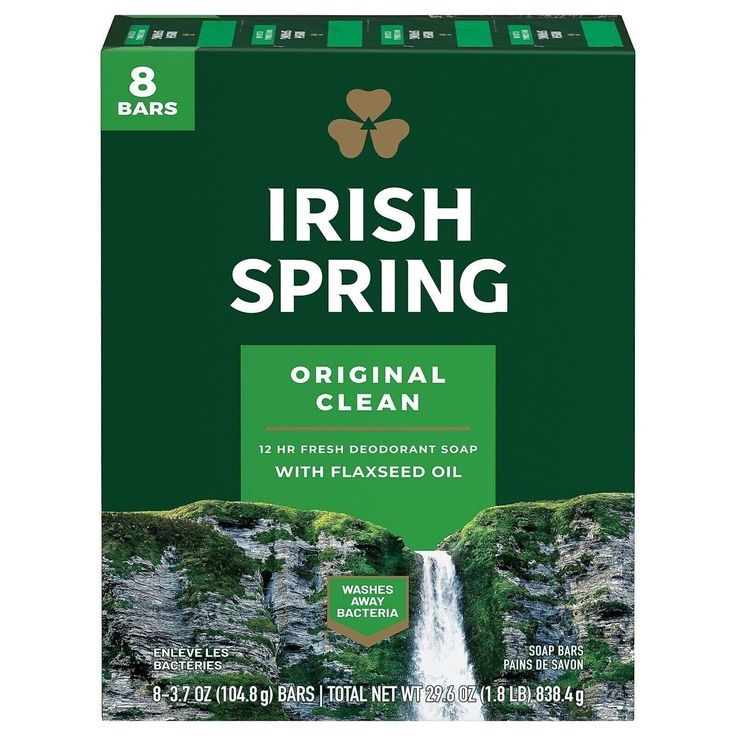 8
BARS
IRISH
SPRING
ORIGINAL
CLEAN
12 HR FRESH DEODORANT SOAP
WITH FLAXSEED OIL
WASHES
AWAY
BACTERIA
ENLÈVE LES
BACTÉRIES
SOAP BARS
PAINS DE SAVON
8-3.7 OZ (104.8 g) BARS | TOTAL NET WT 29.6 OZ (1.8 LB) 838.4 g